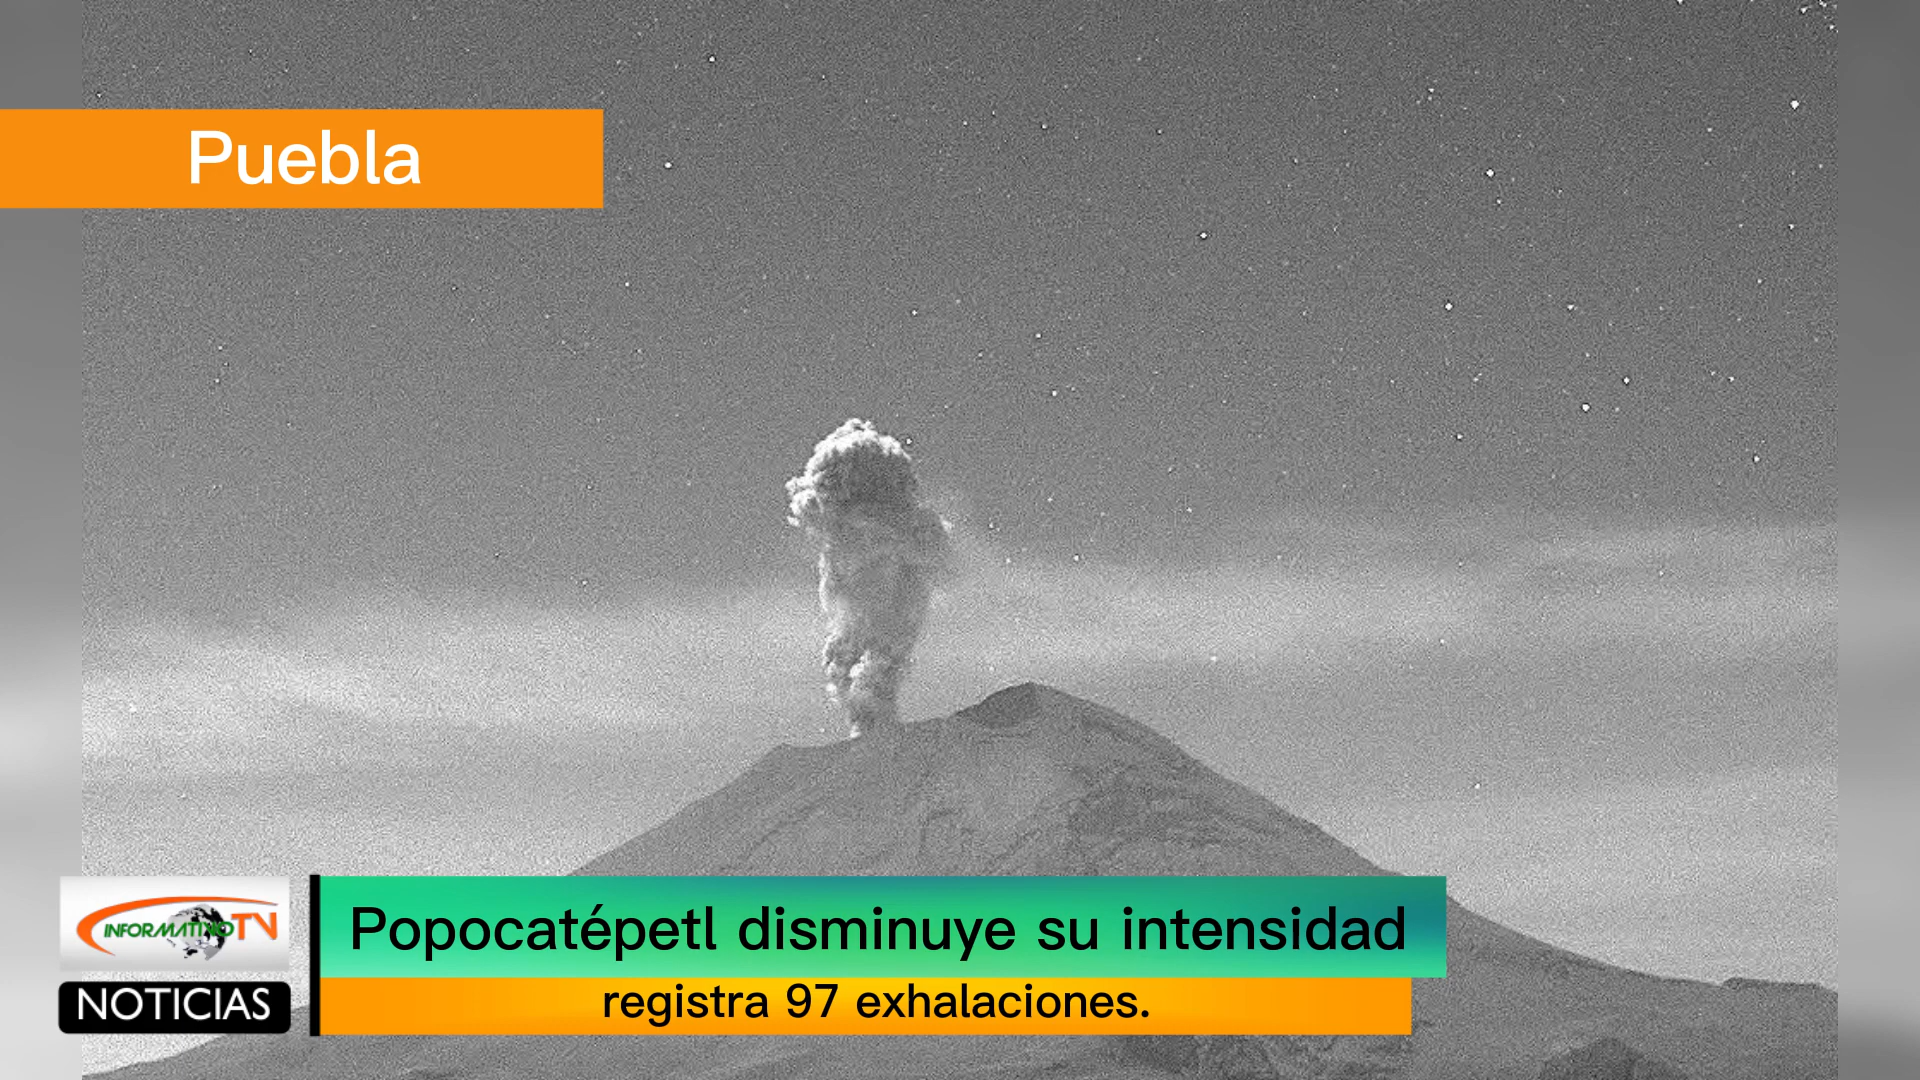 Puebla
INFORMATIVO TV
NOTICIAS
Popocatépetl disminuye su intensidad
registra 97 exhalaciones.